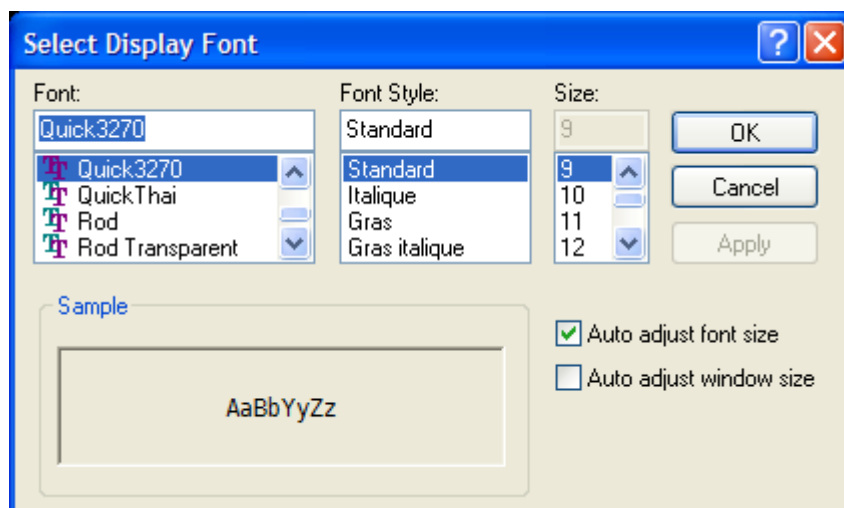 Select Display Font
Font:
Font Style:
Size:
Quick3270
Standard
9
OK
Quick3270
QuickThai
Rod
Rod Transparent
Standard
Italique
Gras
Gras italique
9
10
11
12
Cancel
Apply
Sample
AaBbYyZz
Auto adjust font size
Auto adjust window size